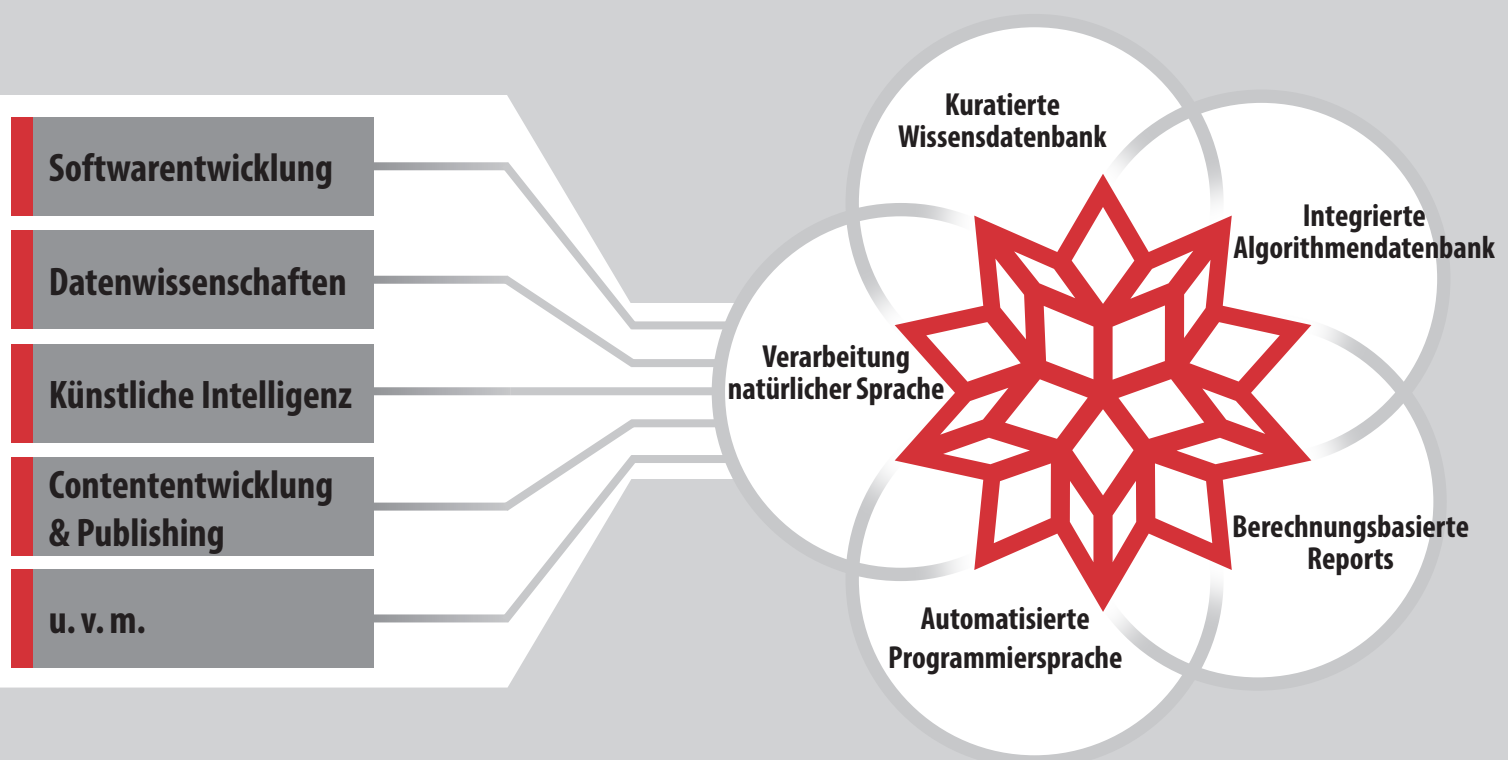 Softwarentwicklung
Datenwissenschaften
Künstliche Intelligenz
Contententwicklung
& Publishing
u. v. m.
Kuratierte
Wissensdatenbank
Integrierte
Algorithmendatenbank
Verarbeitung
natürlicher Sprache
Berechnungsbasierte
Reports
Automatisierte
Programmiersprache